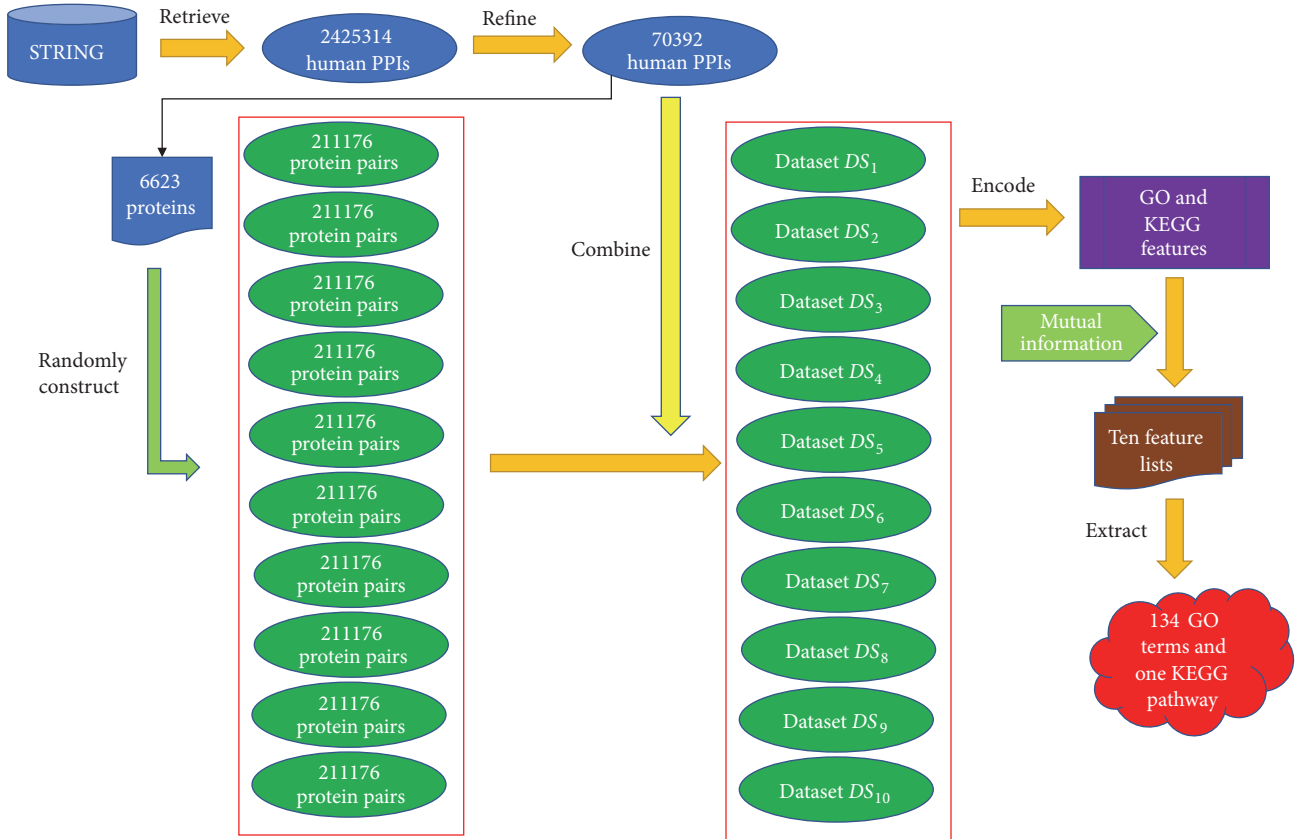 STRING
Retrieve
2425314
human PPIs
Refine
70392
human PPIs
6623
proteins
Randomly
construct
211176
protein pairs
211176
protein pairs
211176
protein pairs
211176
protein pairs
211176
protein pairs
211176
protein pairs
211176
protein pairs
211176
protein pairs
211176
protein pairs
211176
protein pairs
Combine
Dataset DS1
Dataset DS2
Dataset DS3
Dataset DS4
Dataset DS5
Dataset DS6
Dataset DS7
Dataset DS8
Dataset DS9
Dataset DS10
Encode
GO and
KEGG
features
Mutual
information
Ten feature
lists
Extract
134 GO
terms and
one KEGG
pathway